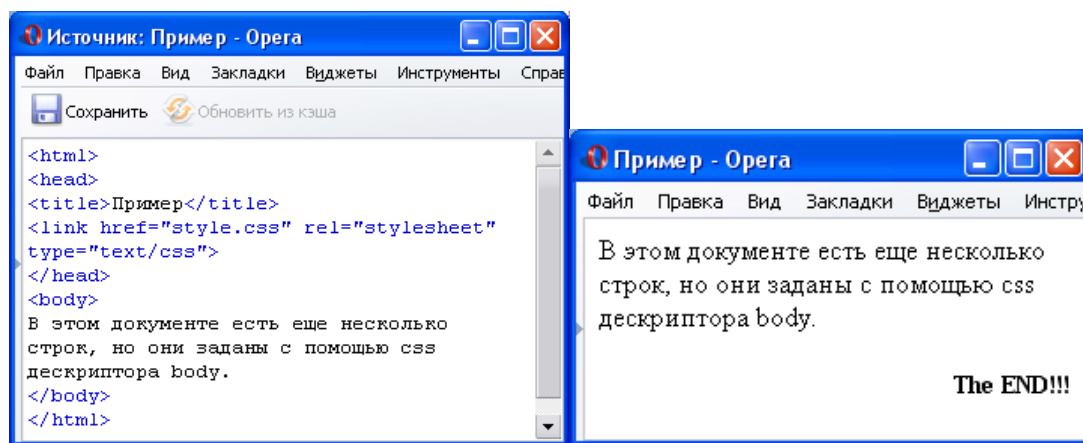 Источник: Пример - Opera
Файл Правка Вид Закладки Виджеты Инструменты Справ
Сохранить Обновить из кэша
<html>
<head>
<title>Пример</title>
<link href="style.css" rel="stylesheet"
type="text/css">
</head>
<body>
В этом документе есть еще несколько
строк, но они заданы с помощью css
дескриптора body.
</body>
</html>
Пример - Opera
Файл Правка Вид Закладки Виджеты Инстру
В этом документе есть еще несколько
строк, но они заданы с помощью css
дескриптора body.
The END!!!